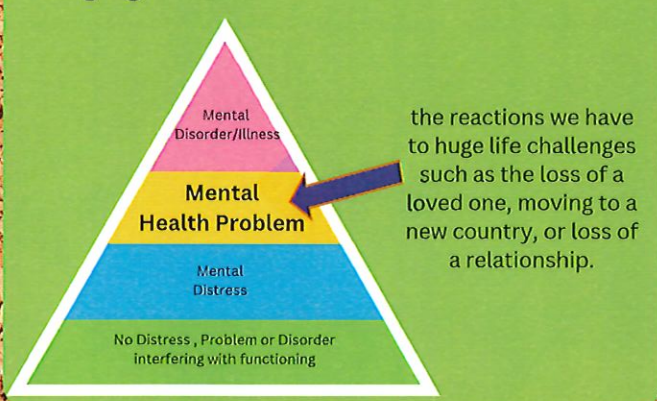 Mental
Disorder/Illness
Mental
Health Problem
Mental
Distress
No Distress , Problem or Disorder
interfering with functioning
the reactions we have
to huge life challenges
such as the loss of a
loved one, moving to a
new country, or loss of
a relationship.